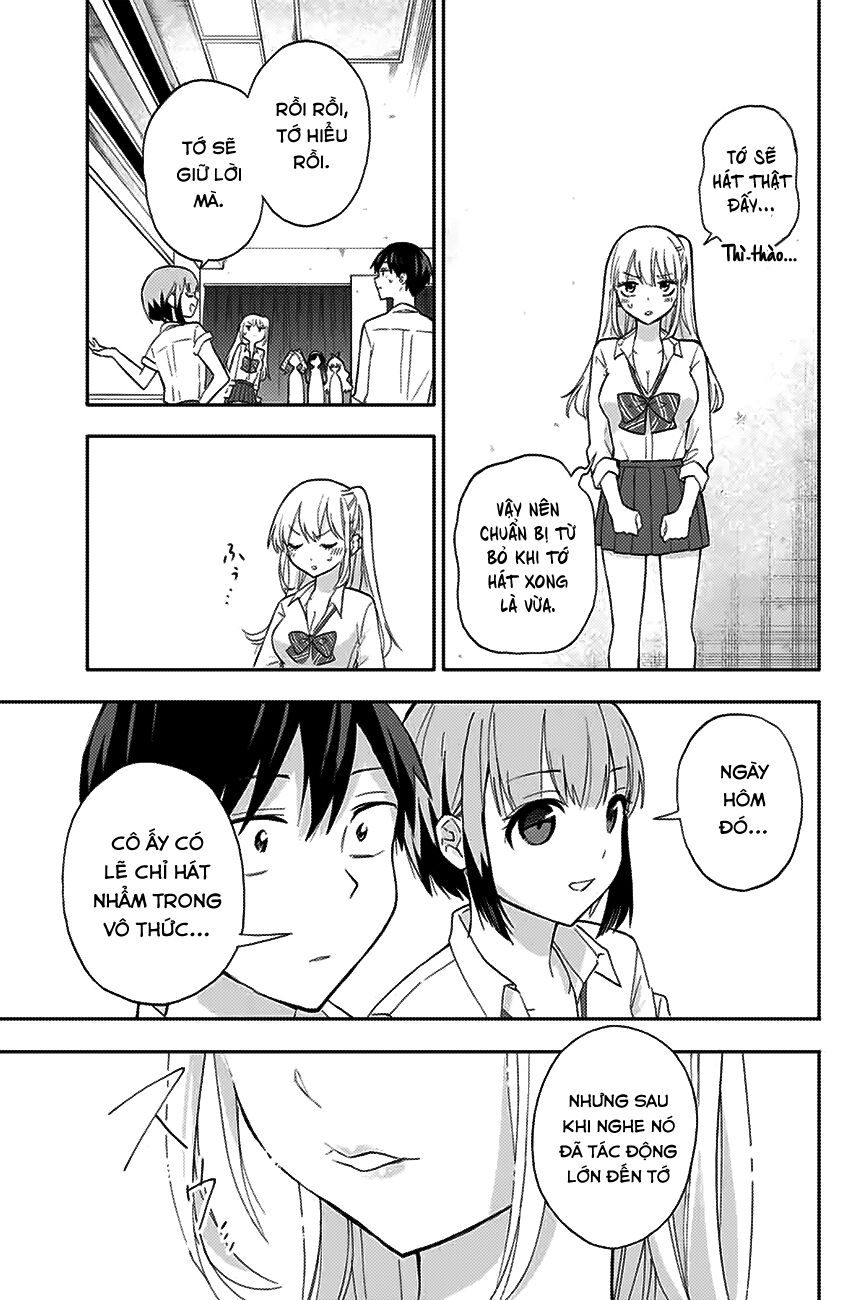 TỚ SẼ
HÁT THẬT
ĐẤY...
Thì-thào...
VẬY NÊN
CHUẨN BỊ TỪ
BỎ KHI TỚ
HÁT XONG
LÀ VỪA.
RỒI RỒI,
TỚ HIỂU
RỒI.
TỚ SẼ
GIỮ LỜI
MÀ.
ふぅ…
NGÀY
HÔM
ĐÓ...
CÔ ẤY CÓ
LẼ CHỈ HÁT
NHẨM TRONG
VÔ THỨC...
NHƯNG SAU
KHI NGHE NÓ
ĐÃ TÁC ĐỘNG
LỚN ĐẾN TỚ